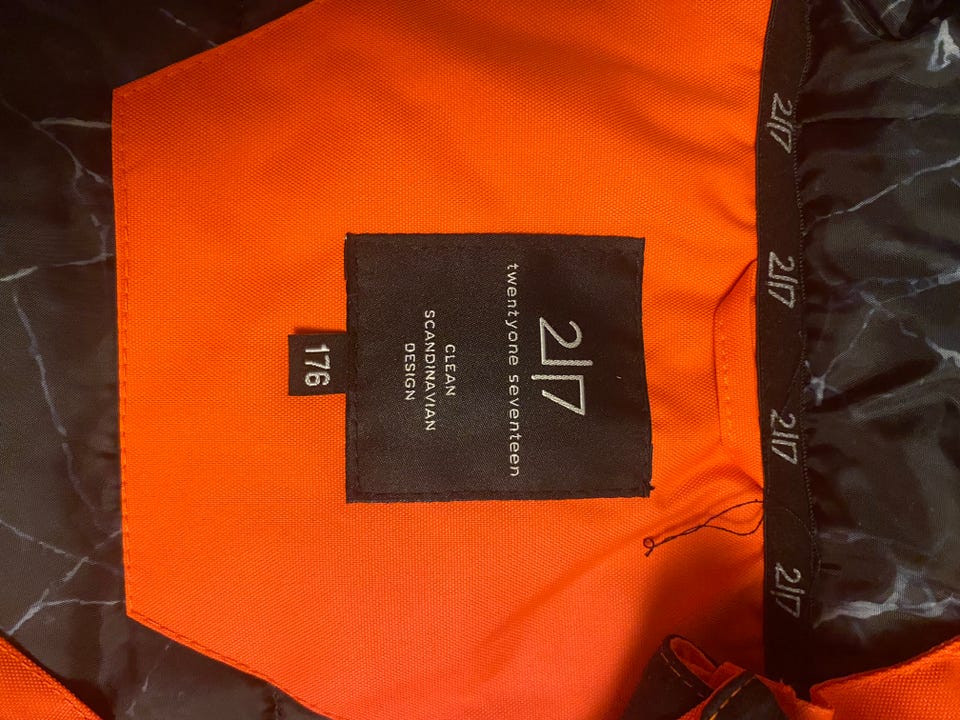 2117
twentyone seventeen
CLEAN
SCANDINAVIAN
DESIGN
176
2117
2117
2117
2117